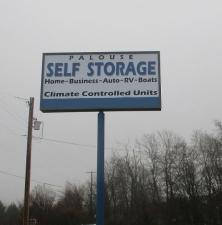 PALOUSE
SELF STORAGE
Home-Business-Auto-RV-Boats
Climate Controlled Units